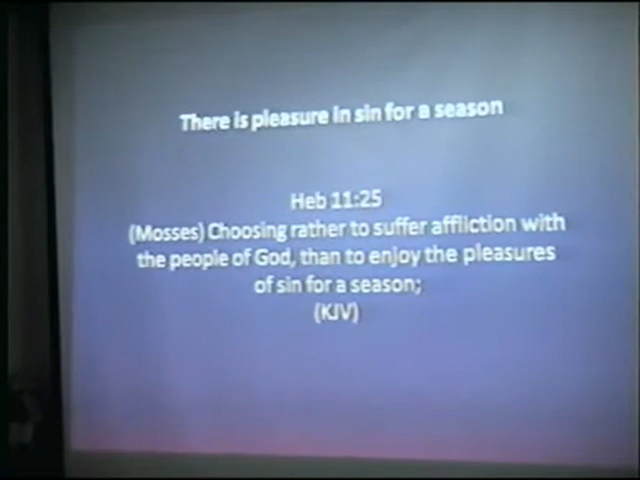 There is pleasure in sin for a season
Heb 11:25
(Mosses) Choosing rather to suffer affliction with
the people of God, than to enjoy the pleasures
of sin for a season;
(KJV)